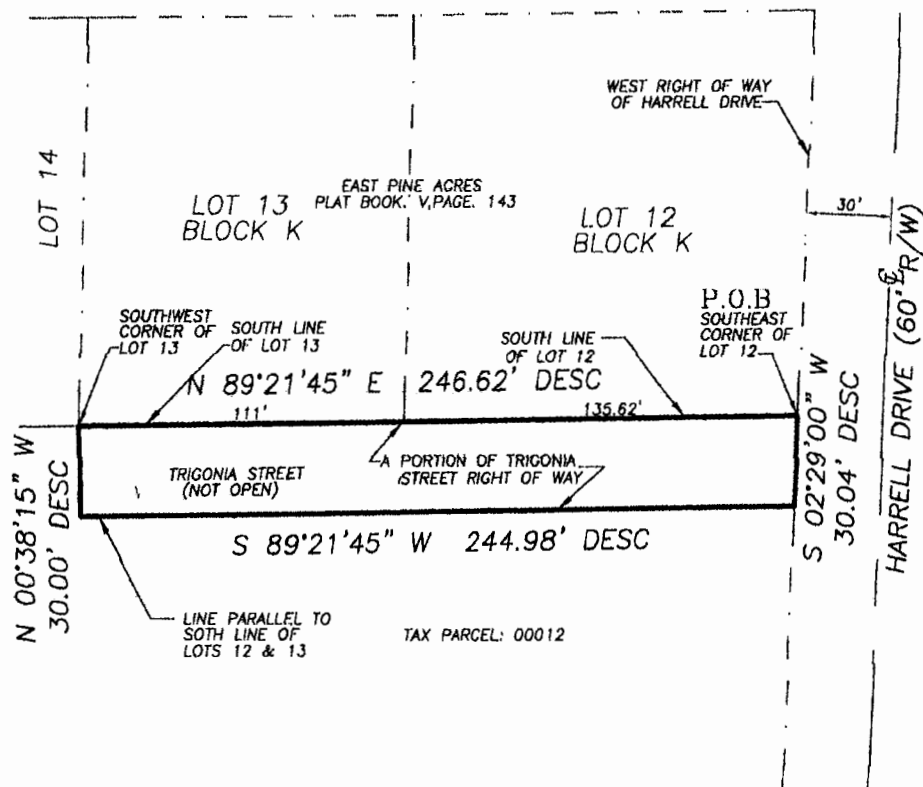 WEST RIGHT OF WAY
OF HARRELL DRIVE
LOT 14
EAST PINE ACRES
PLAT BOOK. V,PAGE. 143
LOT 13
BLOCK K
LOT 12
BLOCK K
30'
HARRELL DRIVE (60' R/W)
℄
P.O.B
SOUTHEAST
CORNER OF
LOT 12
SOUTHWEST
CORNER OF
LOT 13
SOUTH LINE
OF LOT 13
SOUTH LINE
OF LOT 12
N 89°21'45" E 246.62' DESC
111'
135.62'
A PORTION OF TRIGONIA
STREET RIGHT OF WAY
TRIGONIA STREET
(NOT OPEN)
N 00°38'15" W
30.00' DESC
S 02°29'00" W
30.04' DESC
S 89°21'45" W 244.98' DESC
LINE PARALLEL TO
SOTH LINE OF
LOTS 12 & 13
TAX PARCEL: 00012